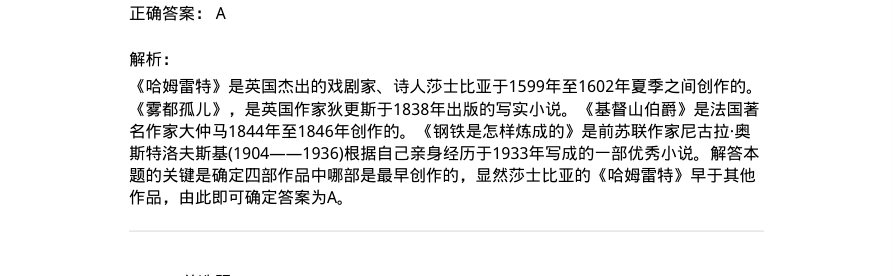 正确答案： A
解析：
《哈姆雷特》是英国杰出的戏剧家、诗人莎士比亚于1599年至1602年夏季之间创作的。
《雾都孤儿》，是英国作家狄更斯于1838年出版的写实小说。《基督山伯爵》是法国著
名作家大仲马1844年至1846年创作的。《钢铁是怎样炼成的》是前苏联作家尼古拉·奥
斯特洛夫斯基(1904——1936)根据自己亲身经历于1933年写成的一部优秀小说。解答本
题的关键是确定四部作品中哪部是最早创作的，显然莎士比亚的《哈姆雷特》早于其他
作品，由此即可确定答案为A。